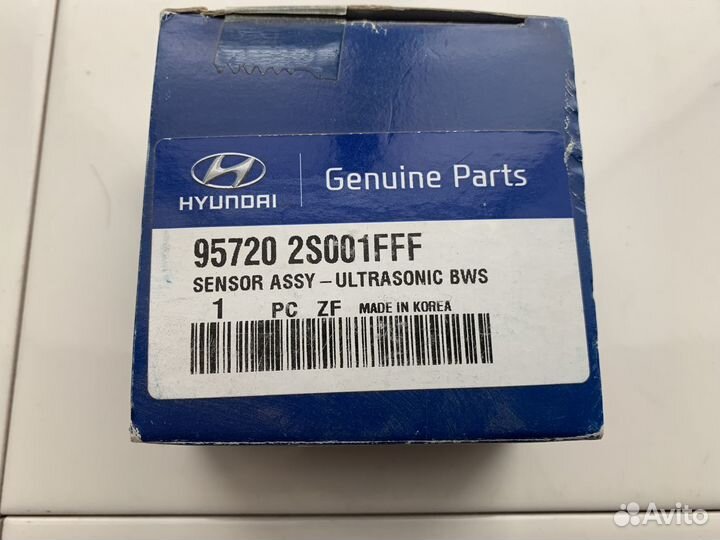 HYUNDAI
Genuine Parts
95720 2S001FFF
SENSOR ASSY-ULTRASONIC BWS
1 PC ZF MADE IN KOREA
Avito